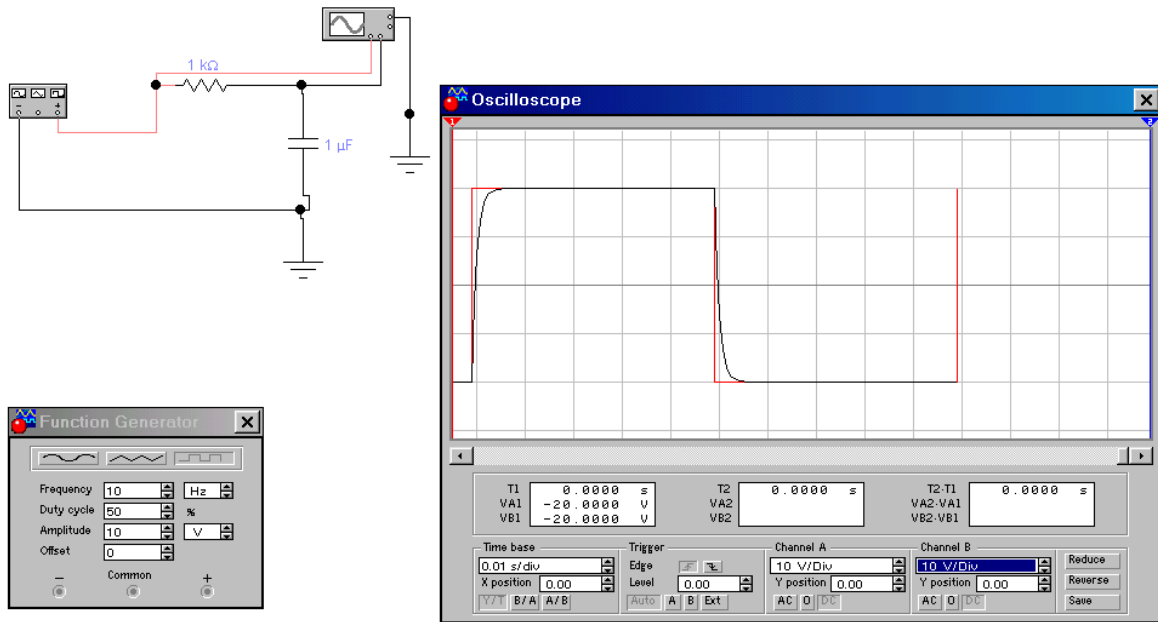 1 kΩ
1 µF
Oscilloscope
1
2
T1 0.0000 s
VA1 -20.0000 V
VB1 -20.0000 V
T2 0.0000 s
VA2
VB2
T2-T1 0.0000 s
VA2-VA1
VB2-VB1
Time base
0.01 s/div
X position 0.00
Y/T B/A A/B
Trigger
Edge
Level 0.00
Auto A B Ext
Channel A
10 V/Div
Y position 0.00
AC 0 DC
Channel B
10 V/Div
Y position 0.00
AC 0 DC
Reduce
Reverse
Save
Function Generator
Frequency 10 Hz
Duty cycle 50 %
Amplitude 10 V
Offset 0
− Common +